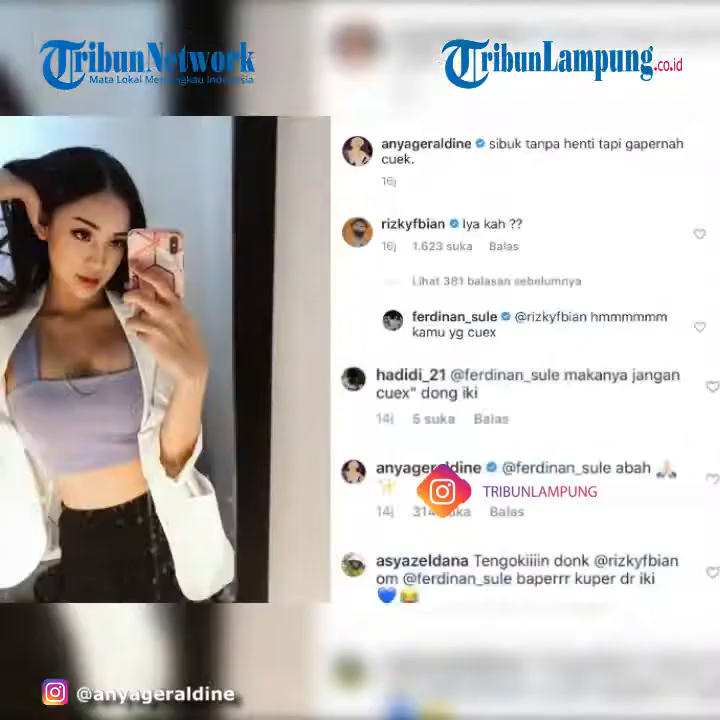 TribunNetwork
Mata Lokal Menjangkau Indonesia
TribunLampung.co.id
anyageraldine sibuk tanpa henti tapi gapernah
cuek.
16j
rizkyfbian Iya kah ??
16j 1.623 suka Balas
Lihat 381 balasan sebelumnya
ferdinan_sule @rizkyfbian hmmmmmm
kamu yg cuex
hadidi_21 @ferdinan_sule makanya jangan
cuex" dong iki
14j 5 suka Balas
anyageraldine @ferdinan_sule abah 🙏🏻
✨
TRIBUNLAMPUNG
14j 314 suka Balas
asyazeldana Tengokiiiin donk @rizkyfbian
om @ferdinan_sule baperrr kuper dr iki
💙😂
@anyageraldine